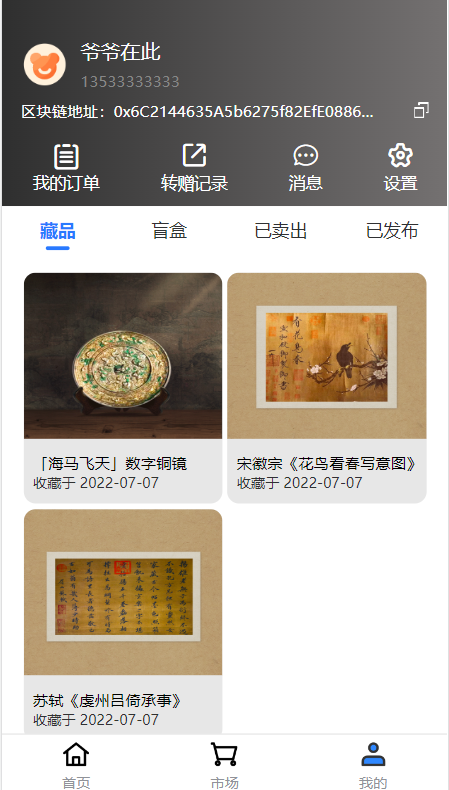 爷爷在此
13533333333
区块链地址：0x6C2144635A5b6275f82EfE0886...
我的订单 转赠记录 消息 设置
藏品 盲盒 已卖出 已发布
「海马飞天」数字铜镜
收藏于 2022-07-07
宋徽宗《花鸟看春写意图》
收藏于 2022-07-07
苏轼《虔州吕倚承事》
收藏于 2022-07-07
首页 市场 我的